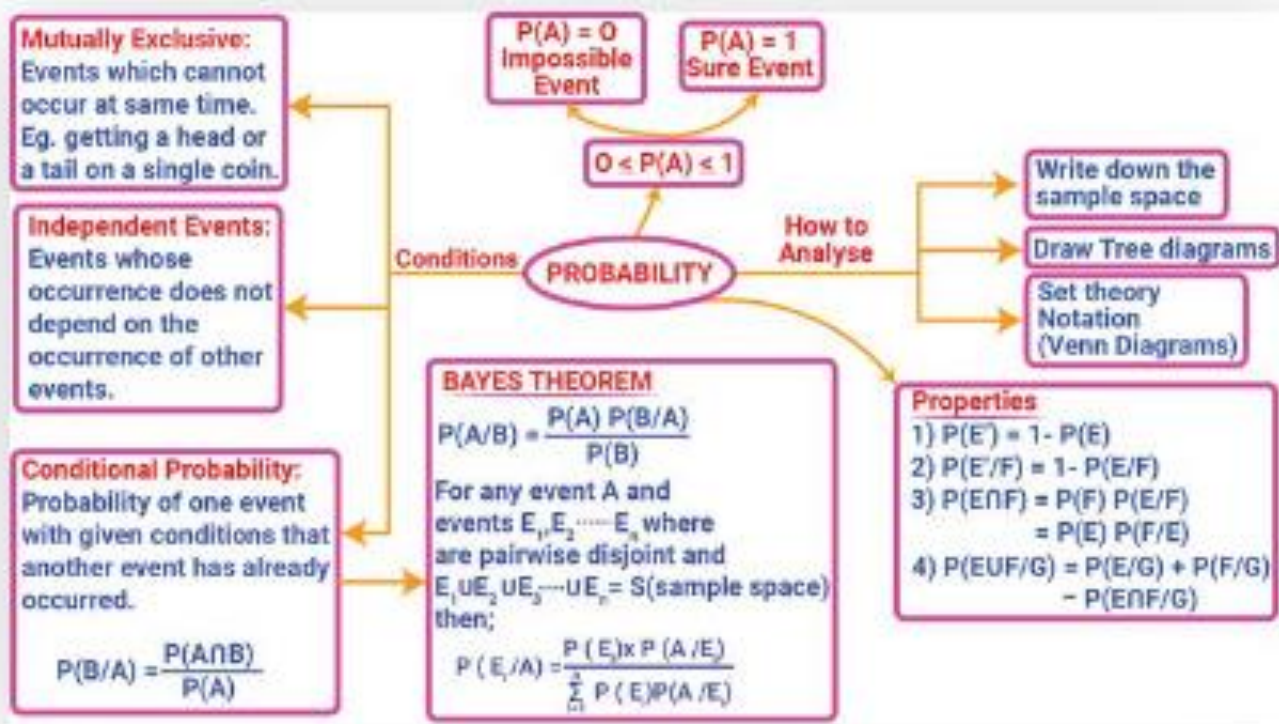 Mutually Exclusive:
Events which cannot
occur at same time.
Eg. getting a head or
a tail on a single coin.
P(A) = 0
Impossible
Event
P(A) = 1
Sure Event
0 < P(A) < 1
Independent Events:
Events whose
occurrence does not
depend on the
occurrence of other
events.
Conditions
PROBABILITY
How to
Analyse
Write down the
sample space
Draw Tree diagrams
Set theory
Notation
(Venn Diagrams)
Conditional Probability:
Probability of one event
with given conditions that
another event has already
occurred.
P(B/A) = P(A∩B)
P(A)
BAYES THEOREM
P(A/B) = P(A) P(B/A)
P(B)
For any event A and
events E₁,E₂······Eₙ where
are pairwise disjoint and
E₁∪E₂∪E₃····∪Eₙ= S(sample space)
then;
P(Eᵢ/A) = P(Eᵢ)x P(A/Eᵢ)
Σ P(Eᵢ)P(A/Eᵢ)
Properties
1) P(E') = 1- P(E)
2) P(E'/F) = 1- P(E/F)
3) P(E∩F) = P(F) P(E/F)
= P(E) P(F/E)
4) P(E∪F/G) = P(E/G) + P(F/G)
− P(E∩F/G)